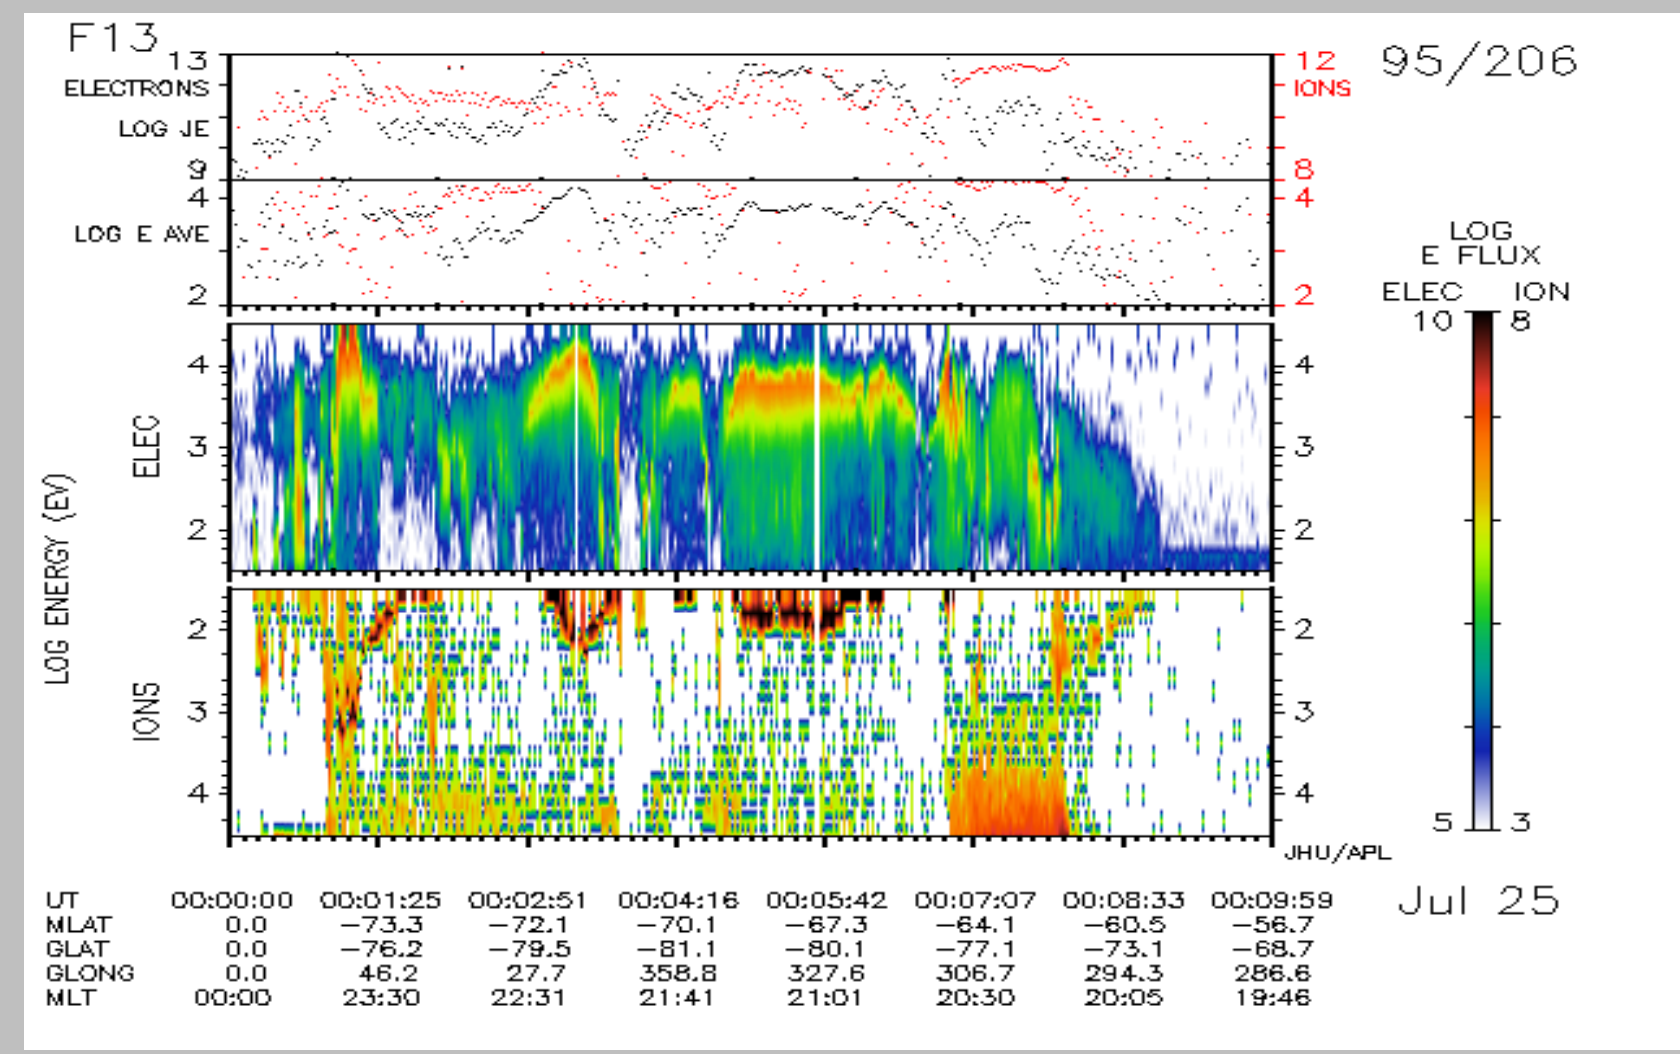 F13
95/206
13
12
ELECTRONS
IONS
LOG JE
9
8
4
4
LOG E AVE
2
2
LOG
E FLUX
ELEC ION
10 8
4
4
ELEC
3
3
2
2
LOG ENERGY (EV)
2
2
IONS
3
3
4
4
5 3
JHU/APL
Jul 25
UT 00:00:00 00:01:25 00:02:51 00:04:16 00:05:42 00:07:07 00:08:33 00:09:59
MLAT 0.0 −73.3 −72.1 −70.1 −67.3 −64.1 −60.5 −56.7
GLAT 0.0 −76.2 −79.5 −81.1 −80.1 −77.1 −73.1 −68.7
GLONG 0.0 46.2 27.7 358.8 327.6 306.7 294.3 286.6
MLT 00:00 23:30 22:31 21:41 21:01 20:30 20:05 19:46